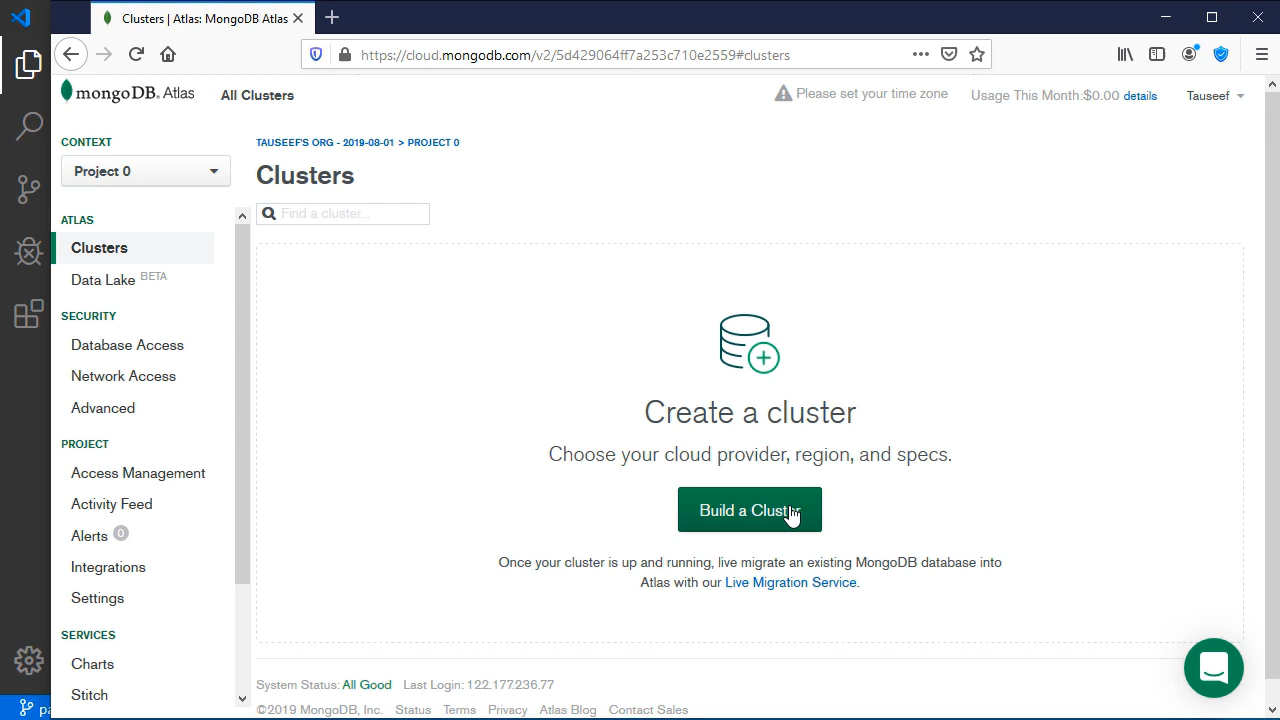 Clusters | Atlas: MongoDB Atlas
https://cloud.mongodb.com/v2/5d429064ff7a253c710e2559#clusters
mongoDB. Atlas
All Clusters
Please set your time zone
Usage This Month:$0.00 details
Tauseef
CONTEXT
Project 0
ATLAS
Clusters
Data Lake BETA
SECURITY
Database Access
Network Access
Advanced
PROJECT
Access Management
Activity Feed
Alerts 0
Integrations
Settings
SERVICES
Charts
Stitch
TAUSEEF'S ORG - 2019-08-01 > PROJECT 0
Clusters
Find a cluster...
Create a cluster
Choose your cloud provider, region, and specs.
Build a Cluster
Once your cluster is up and running, live migrate an existing MongoDB database into
Atlas with our Live Migration Service.
System Status: All Good Last Login: 122.177.236.77
©2019 MongoDB, Inc. Status Terms Privacy Atlas Blog Contact Sales